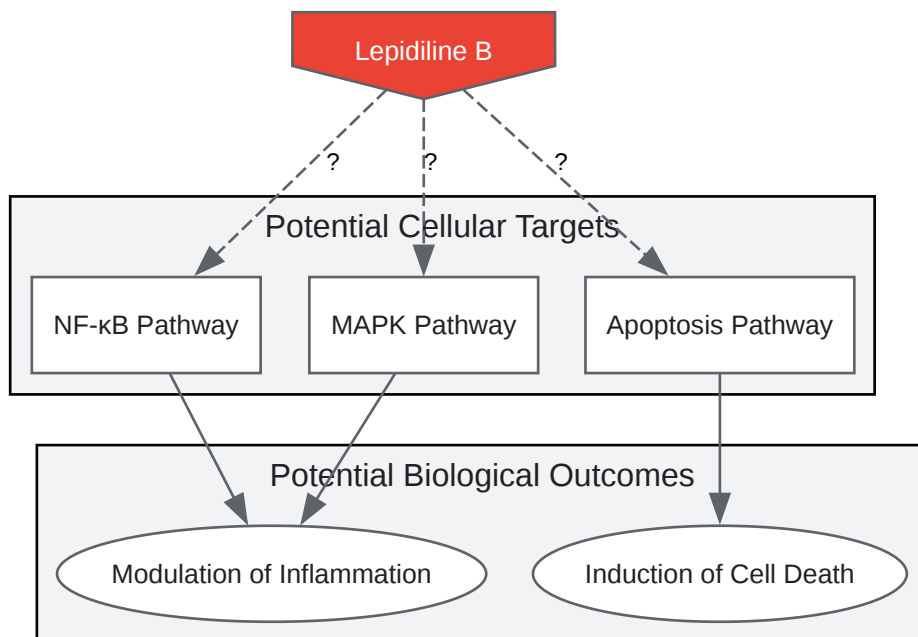 Lepidiline B
?
?
?
Potential Cellular Targets
NF-κB Pathway
MAPK Pathway
Apoptosis Pathway
Potential Biological Outcomes
Modulation of Inflammation
Induction of Cell Death